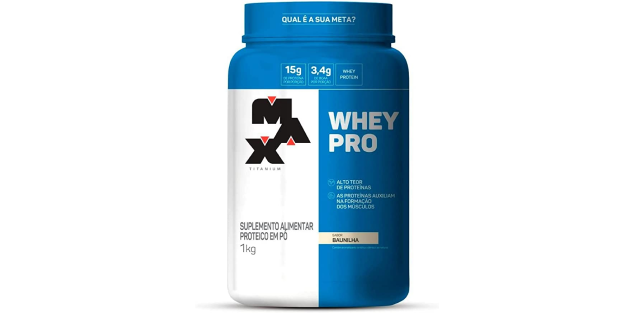 QUAL É A SUA META?
15g
3,4g
WHEY
PROTEIN
MAX
TITANIUM
WHEY
PRO
ALTO TEOR
DE PROTEÍNAS
AS PROTEÍNAS AUXILIAM
NA FORMAÇÃO
DOS MÚSCULOS
SUPLEMENTO ALIMENTAR
PROTEICO EM PÓ
1kg
SABOR
BAUNILHA